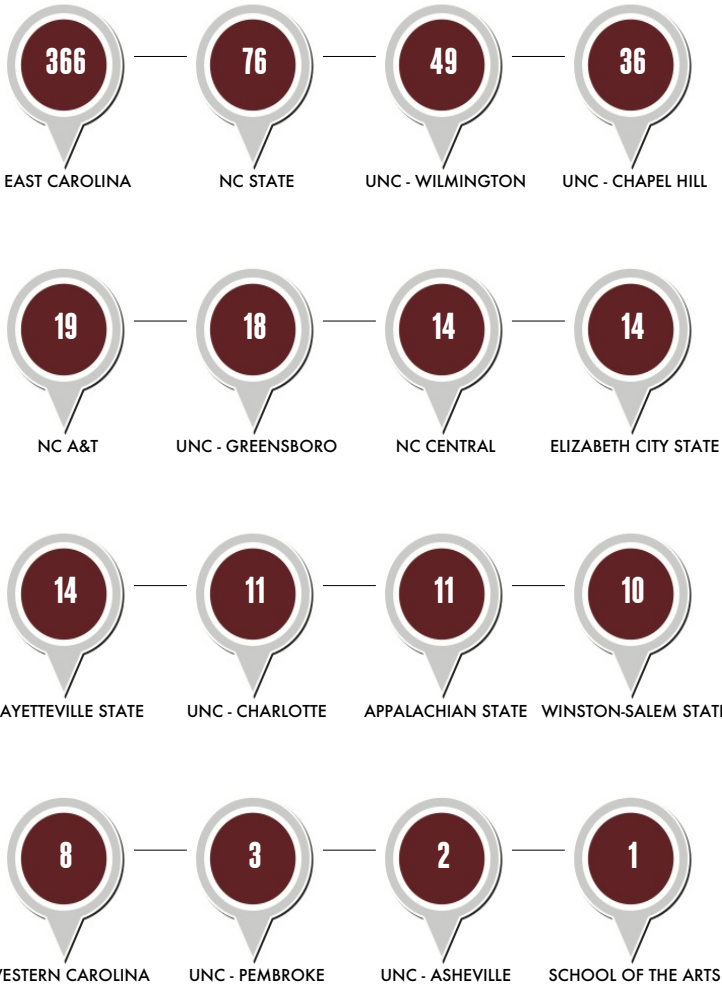 366 76 49 36
EAST CAROLINA NC STATE UNC - WILMINGTON UNC - CHAPEL HILL
19 18 14 14
NC A&T UNC - GREENSBORO NC CENTRAL ELIZABETH CITY STATE
14 11 11 10
AYETTEVILLE STATE UNC - CHARLOTTE APPALACHIAN STATE WINSTON-SALEM STATE
8 3 2 1
WESTERN CAROLINA UNC - PEMBROKE UNC - ASHEVILLE SCHOOL OF THE ARTS